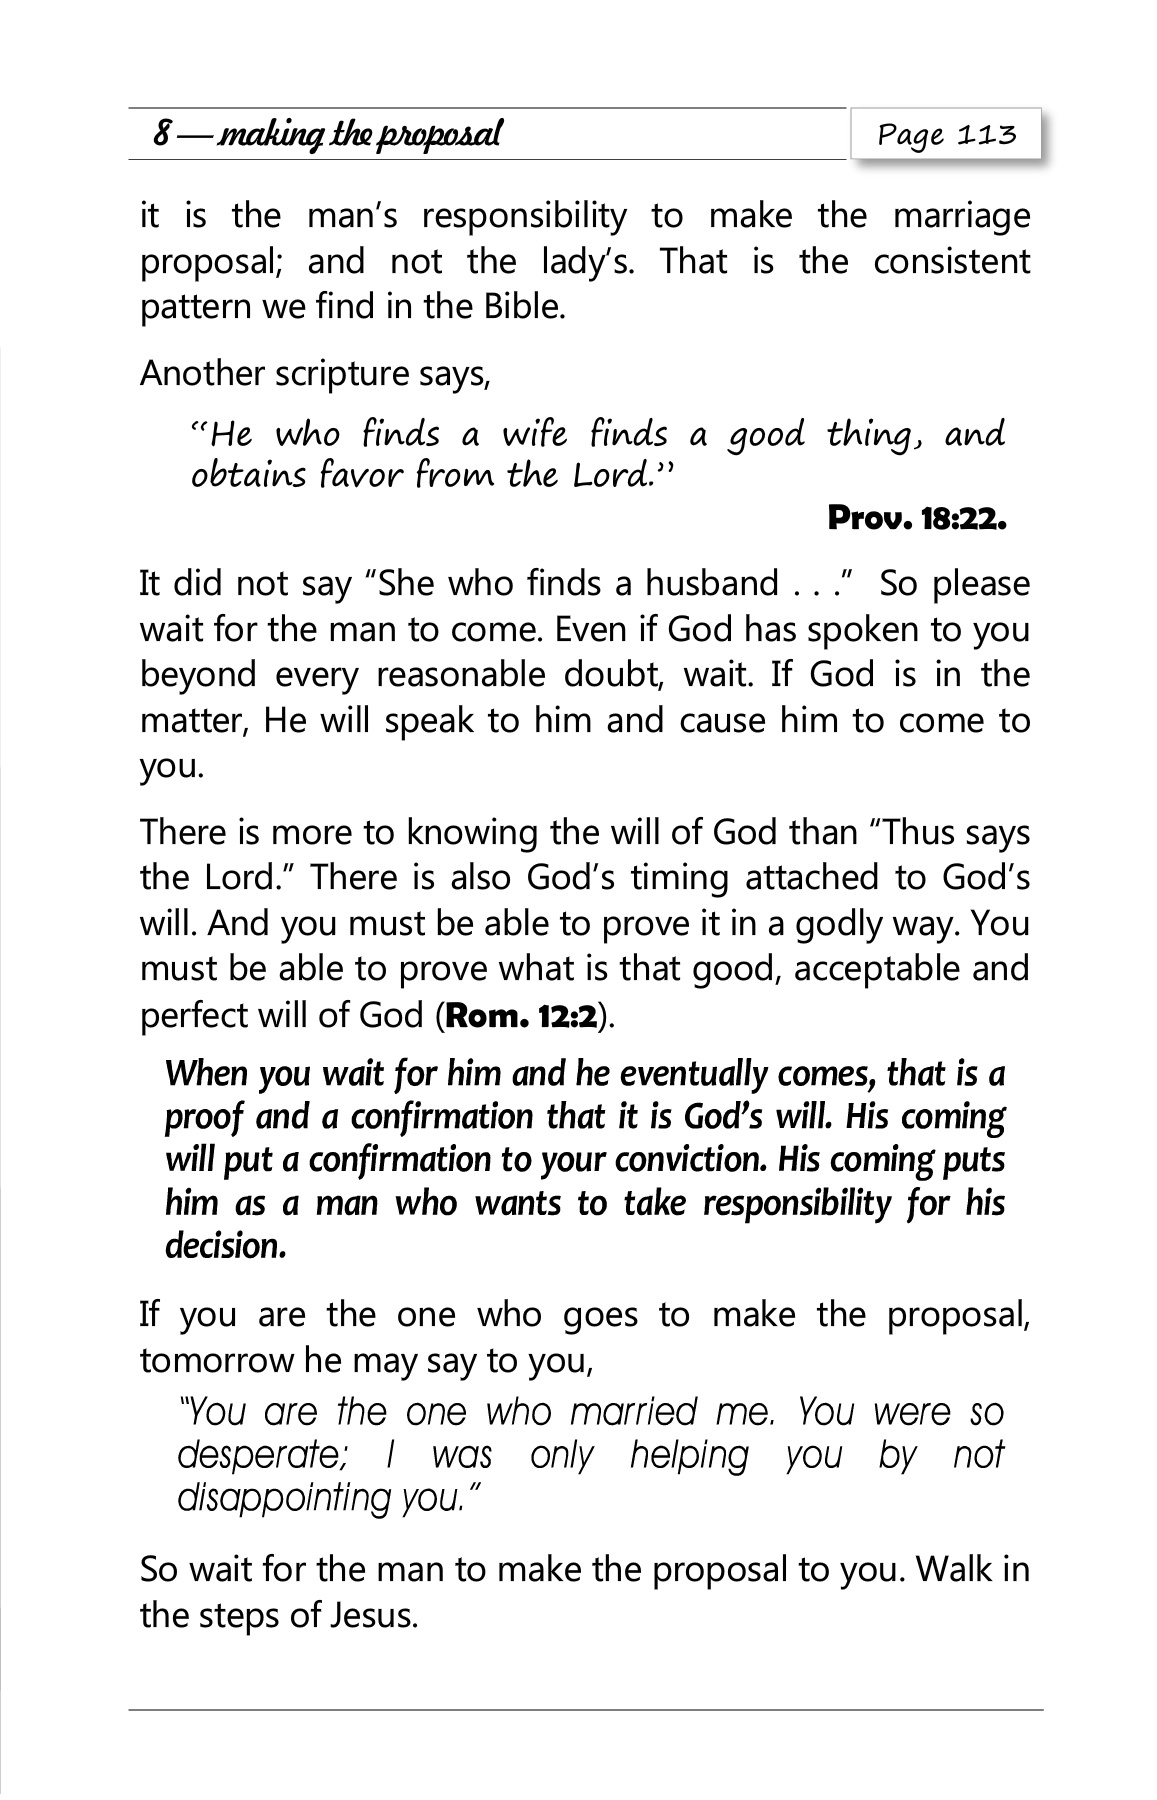 8 — making the proposal
Page 113
it is the man’s responsibility to make the marriage
proposal; and not the lady’s. That is the consistent
pattern we find in the Bible.
Another scripture says,
“He who finds a wife finds a good thing, and
obtains favor from the Lord.”
Prov. 18:22.
It did not say “She who finds a husband . . .”  So please
wait for the man to come. Even if God has spoken to you
beyond every reasonable doubt, wait. If God is in the
matter, He will speak to him and cause him to come to
you.
There is more to knowing the will of God than “Thus says
the Lord.” There is also God’s timing attached to God’s
will. And you must be able to prove it in a godly way. You
must be able to prove what is that good, acceptable and
perfect will of God (Rom. 12:2).
When you wait for him and he eventually comes, that is a
proof and a confirmation that it is God’s will. His coming
will put a confirmation to your conviction. His coming puts
him as a man who wants to take responsibility for his
decision.
If you are the one who goes to make the proposal,
tomorrow he may say to you,
“You are the one who married me. You were so
desperate; I was only helping you by not
disappointing you.”
So wait for the man to make the proposal to you. Walk in
the steps of Jesus.